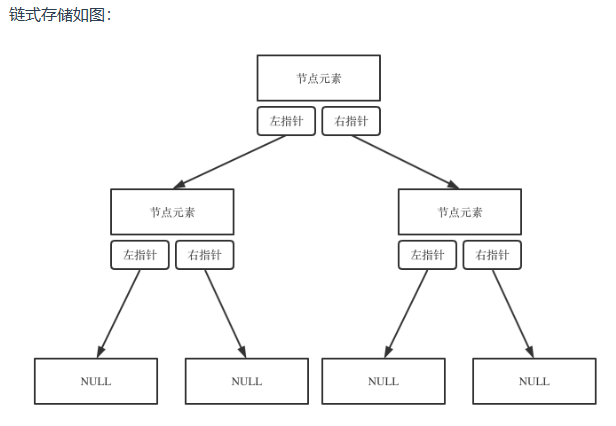 链式存储如图：
节点元素
左指针 右指针
节点元素 节点元素
左指针 右指针 左指针 右指针
NULL NULL NULL NULL